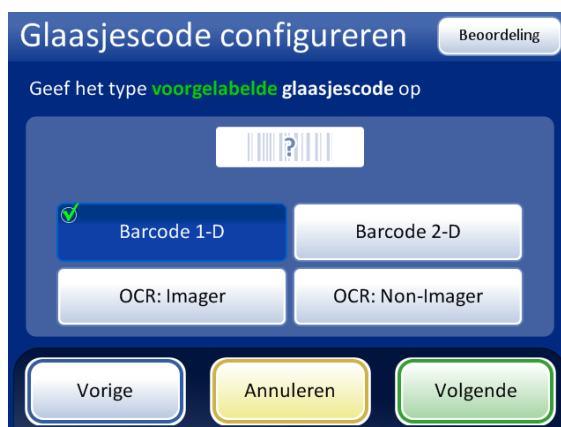 Glaasjescode configureren
Beoordeling
Geef het type voorgelabelde glaasjescode op
?
Barcode 1-D
Barcode 2-D
OCR: Imager
OCR: Non-Imager
Vorige
Annuleren
Volgende